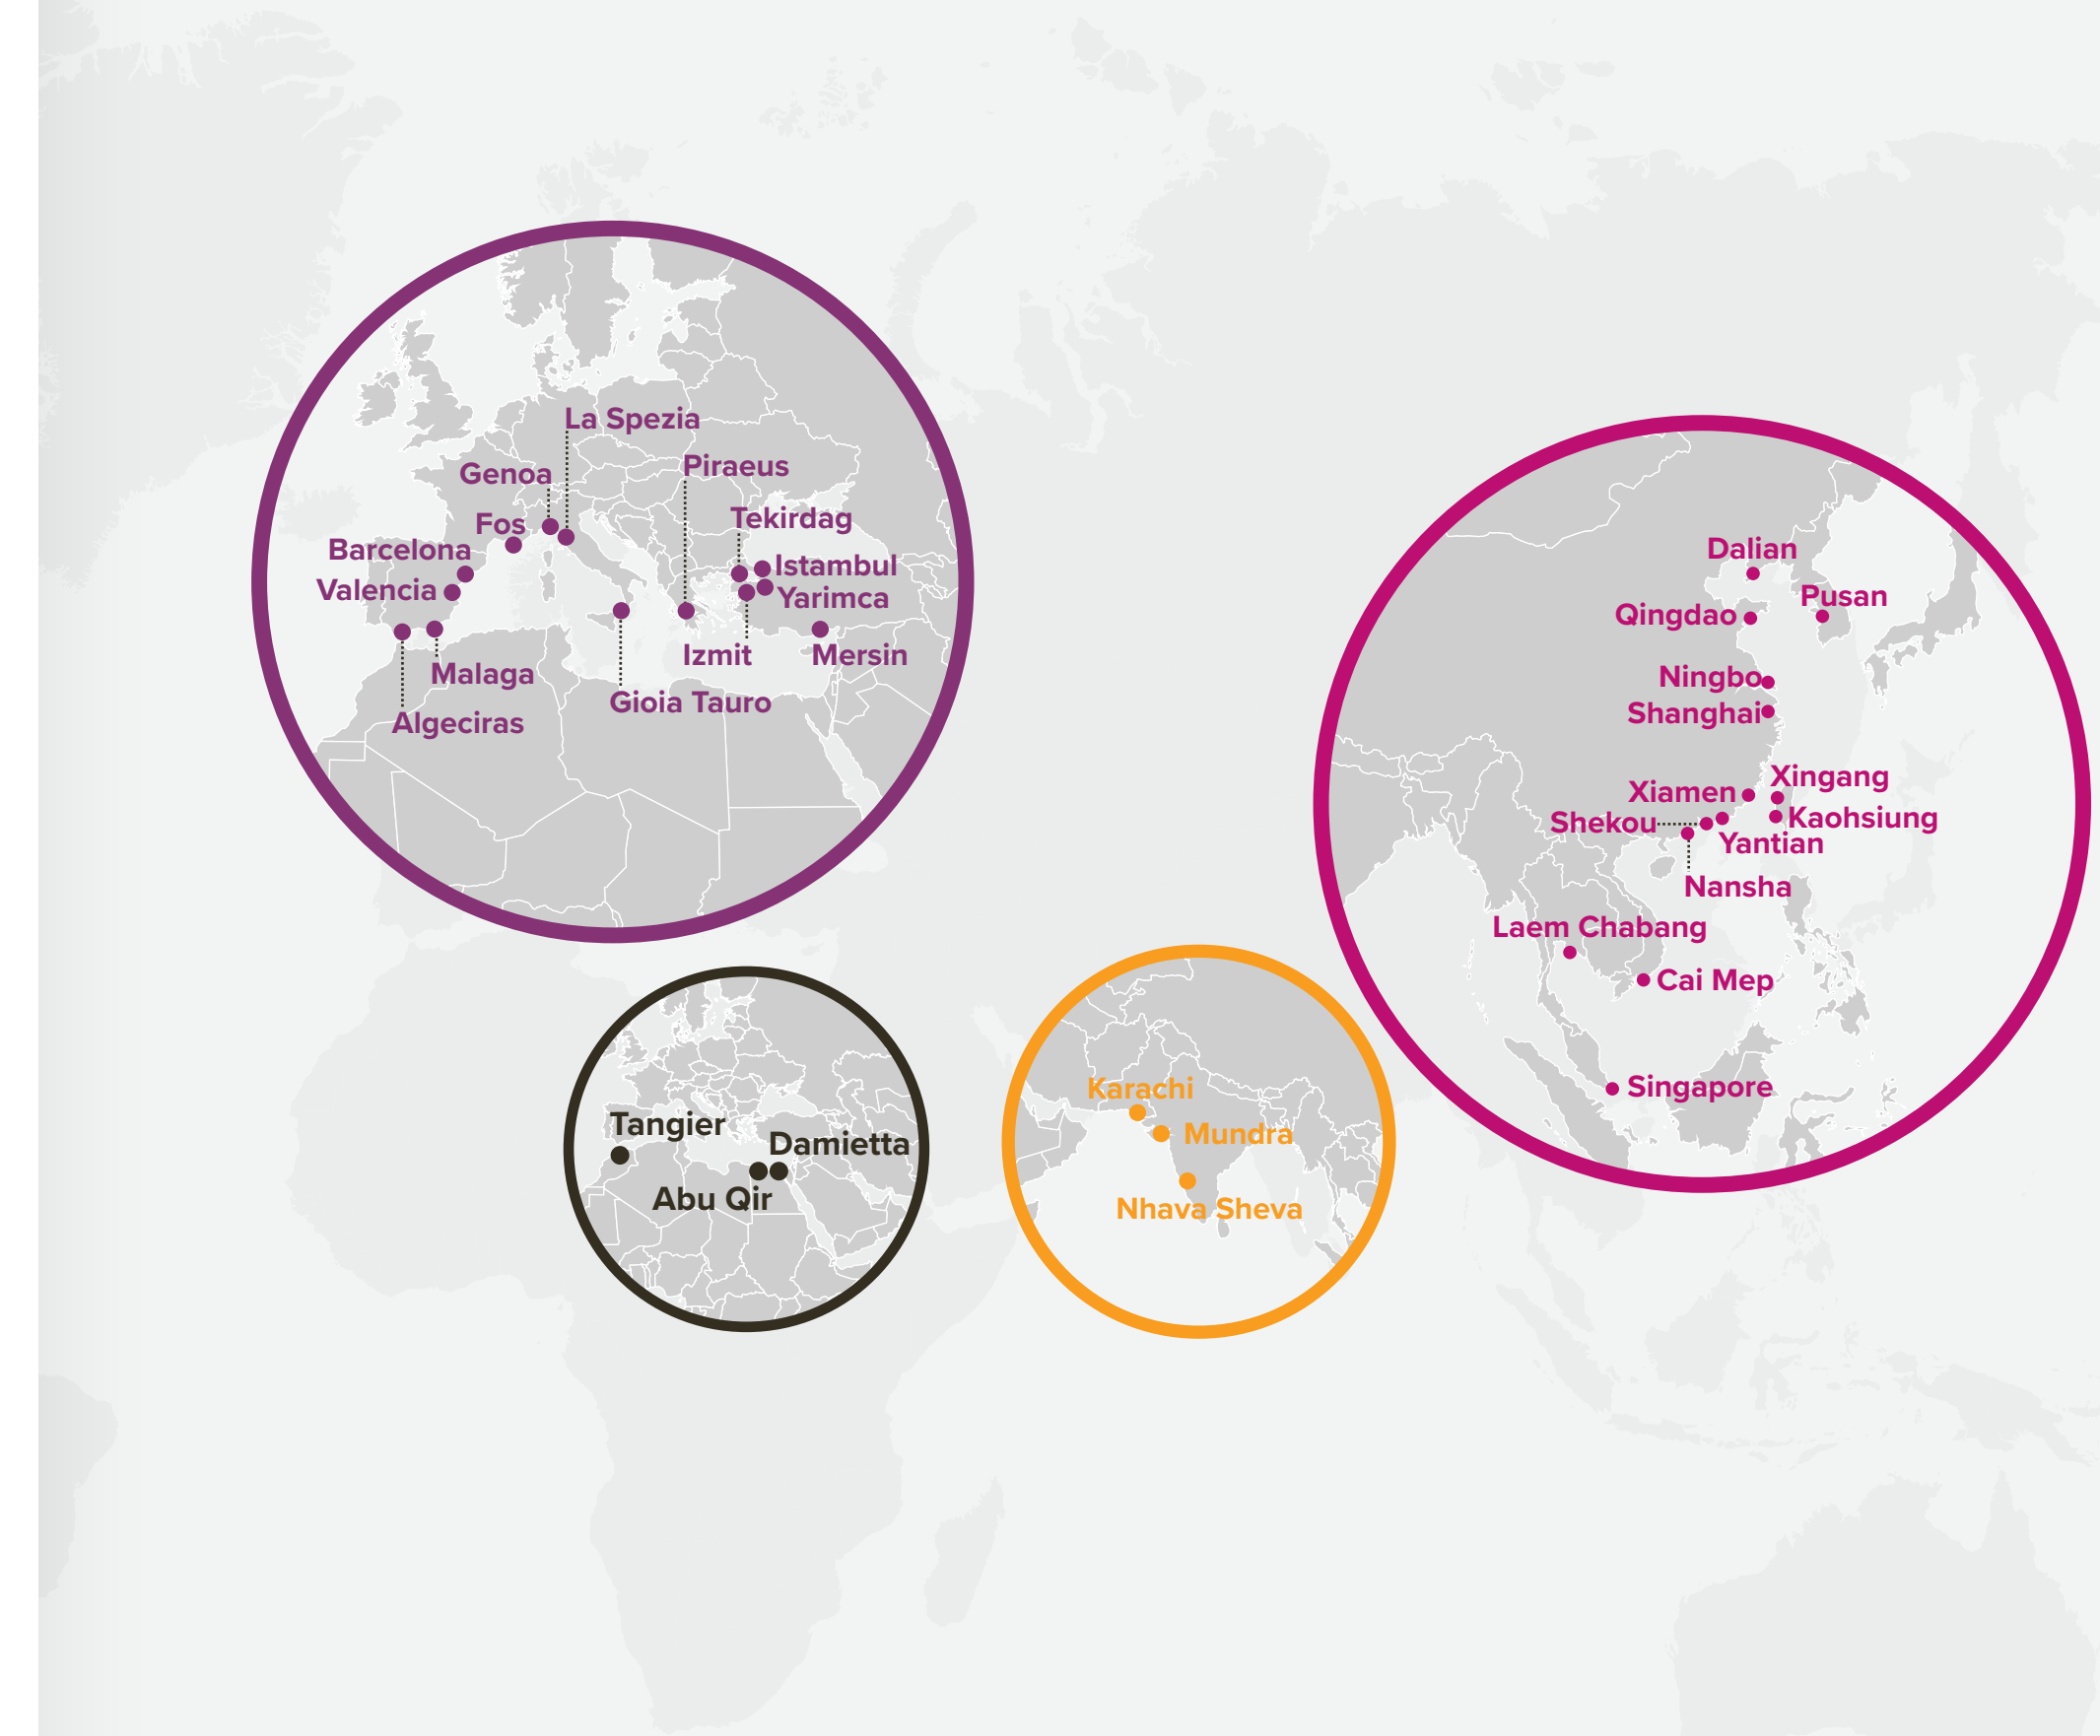 La Spezia
Piraeus
Genoa
Tekirdag
Fos
Barcelona
Istambul
Valencia
Yarimca
Izmit
Mersin
Malaga
Gioia Tauro
Algeciras
Dalian
Pusan
Qingdao
Ningbo
Shanghai
Xingang
Xiamen
Kaohsiung
Shekou
Yantian
Nansha
Laem Chabang
Cai Mep
Singapore
Tangier
Damietta
Abu Qir
Karachi
Mundra
Nhava Sheva